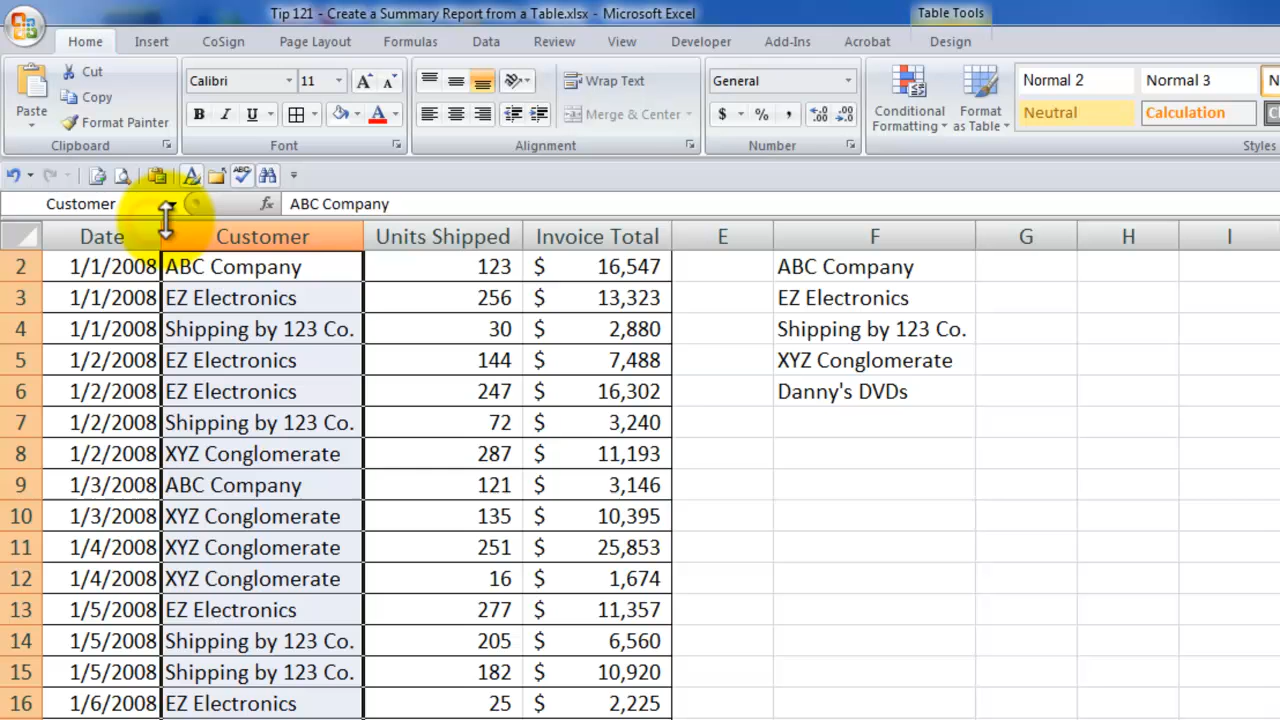 Tip 121 - Create a Summary Report from a Table.xlsx - Microsoft Excel Table Tools
Home Insert CoSign Page Layout Formulas Data Review View Developer Add-Ins Acrobat Design
Paste Cut Copy Format Painter Clipboard
Calibri 11 A A B I U A Font
Wrap Text Merge & Center Alignment
General $ % , .00 .0 Number
Conditional Formatting Format as Table
Normal 2 Normal 3 N
Neutral Calculation C
Styles
Customer fx ABC Company
Date Customer Units Shipped Invoice Total E F G H I
2 1/1/2008 ABC Company 123 $ 16,547 ABC Company
3 1/1/2008 EZ Electronics 256 $ 13,323 EZ Electronics
4 1/1/2008 Shipping by 123 Co. 30 $ 2,880 Shipping by 123 Co.
5 1/2/2008 EZ Electronics 144 $ 7,488 XYZ Conglomerate
6 1/2/2008 EZ Electronics 247 $ 16,302 Danny's DVDs
7 1/2/2008 Shipping by 123 Co. 72 $ 3,240
8 1/2/2008 XYZ Conglomerate 287 $ 11,193
9 1/3/2008 ABC Company 121 $ 3,146
10 1/3/2008 XYZ Conglomerate 135 $ 10,395
11 1/4/2008 XYZ Conglomerate 251 $ 25,853
12 1/4/2008 XYZ Conglomerate 16 $ 1,674
13 1/5/2008 EZ Electronics 277 $ 11,357
14 1/5/2008 Shipping by 123 Co. 205 $ 6,560
15 1/5/2008 Shipping by 123 Co. 182 $ 10,920
16 1/6/2008 EZ Electronics 25 $ 2,225